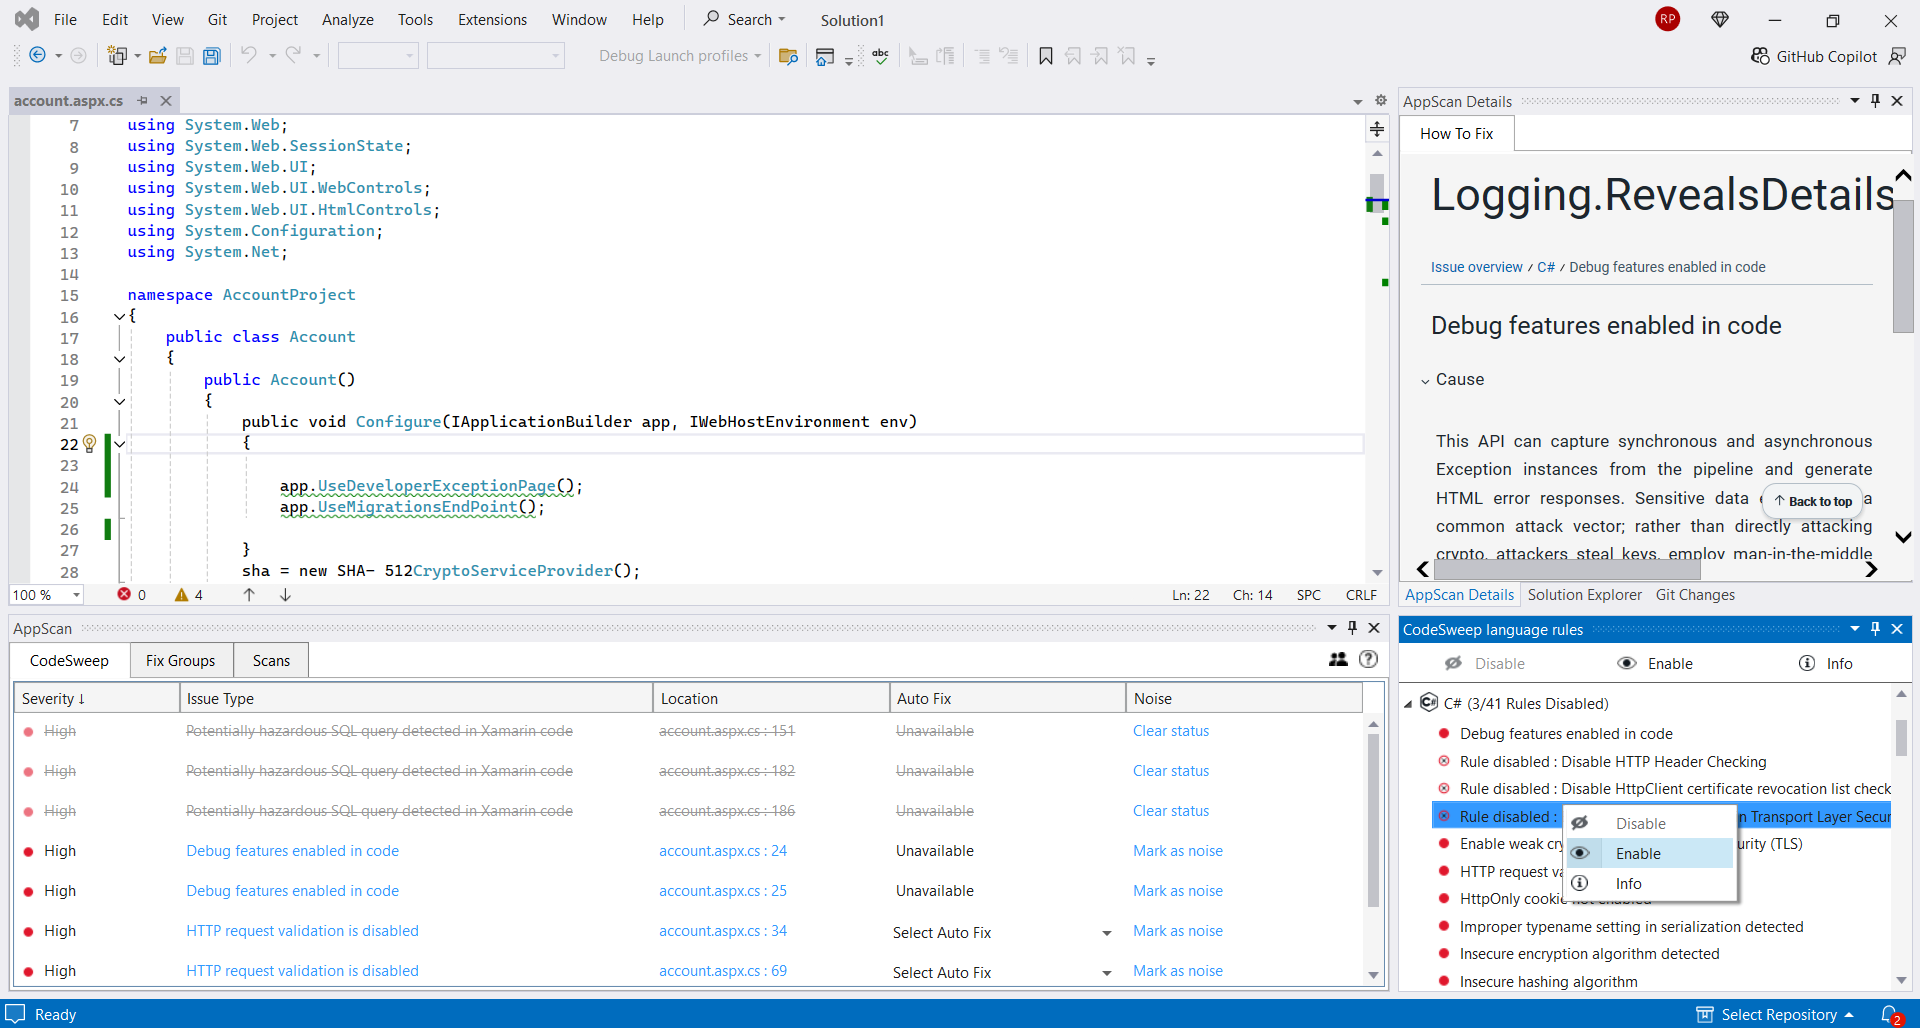 File Edit View Git Project Analyze Tools Extensions Window Help Search Solution1 RP
Debug Launch profiles abc GitHub Copilot
account.aspx.cs
7 using System.Web;
8 using System.Web.SessionState;
9 using System.Web.UI;
10 using System.Web.UI.WebControls;
11 using System.Web.UI.HtmlControls;
12 using System.Configuration;
13 using System.Net;
14
15 namespace AccountProject
16 {
17 public class Account
18 {
19 public Account()
20 {
21 public void Configure(IApplicationBuilder app, IWebHostEnvironment env)
22 {
23
24 app.UseDeveloperExceptionPage();
25 app.UseMigrationsEndPoint();
26
27 }
28 sha = new SHA- 512CryptoServiceProvider();
100 % 0 4 Ln: 22 Ch: 14 SPC CRLF
AppScan Details
How To Fix
Logging.RevealsDetails
Issue overview / C# / Debug features enabled in code
Debug features enabled in code
Cause
This API can capture synchronous and asynchronous
Exception instances from the pipeline and generate
HTML error responses. Sensitive data a
Back to top
common attack vector; rather than directly attacking
crypto, attackers steal keys, employ man-in-the-middle
AppScan Details Solution Explorer Git Changes
AppScan
CodeSweep Fix Groups Scans
Severity ↓ Issue Type Location Auto Fix Noise
High Potentially hazardous SQL query detected in Xamarin code account.aspx.cs : 151 Unavailable Clear status
High Potentially hazardous SQL query detected in Xamarin code account.aspx.cs : 182 Unavailable Clear status
High Potentially hazardous SQL query detected in Xamarin code account.aspx.cs : 186 Unavailable Clear status
High Debug features enabled in code account.aspx.cs : 24 Unavailable Mark as noise
High Debug features enabled in code account.aspx.cs : 25 Unavailable Mark as noise
High HTTP request validation is disabled account.aspx.cs : 34 Select Auto Fix Mark as noise
High HTTP request validation is disabled account.aspx.cs : 69 Select Auto Fix Mark as noise
CodeSweep language rules
Disable Enable Info
C# (3/41 Rules Disabled)
Debug features enabled in code
Rule disabled : Disable HTTP Header Checking
Rule disabled : Disable HttpClient certificate revocation list check
Rule disabled : Transport Layer Secur
Enable weak urity (TLS)
HTTP request
HttpOnly cookie not enabled
Improper typename setting in serialization detected
Insecure encryption algorithm detected
Insecure hashing algorithm
Disable
Enable
Info
Ready Select Repository 2